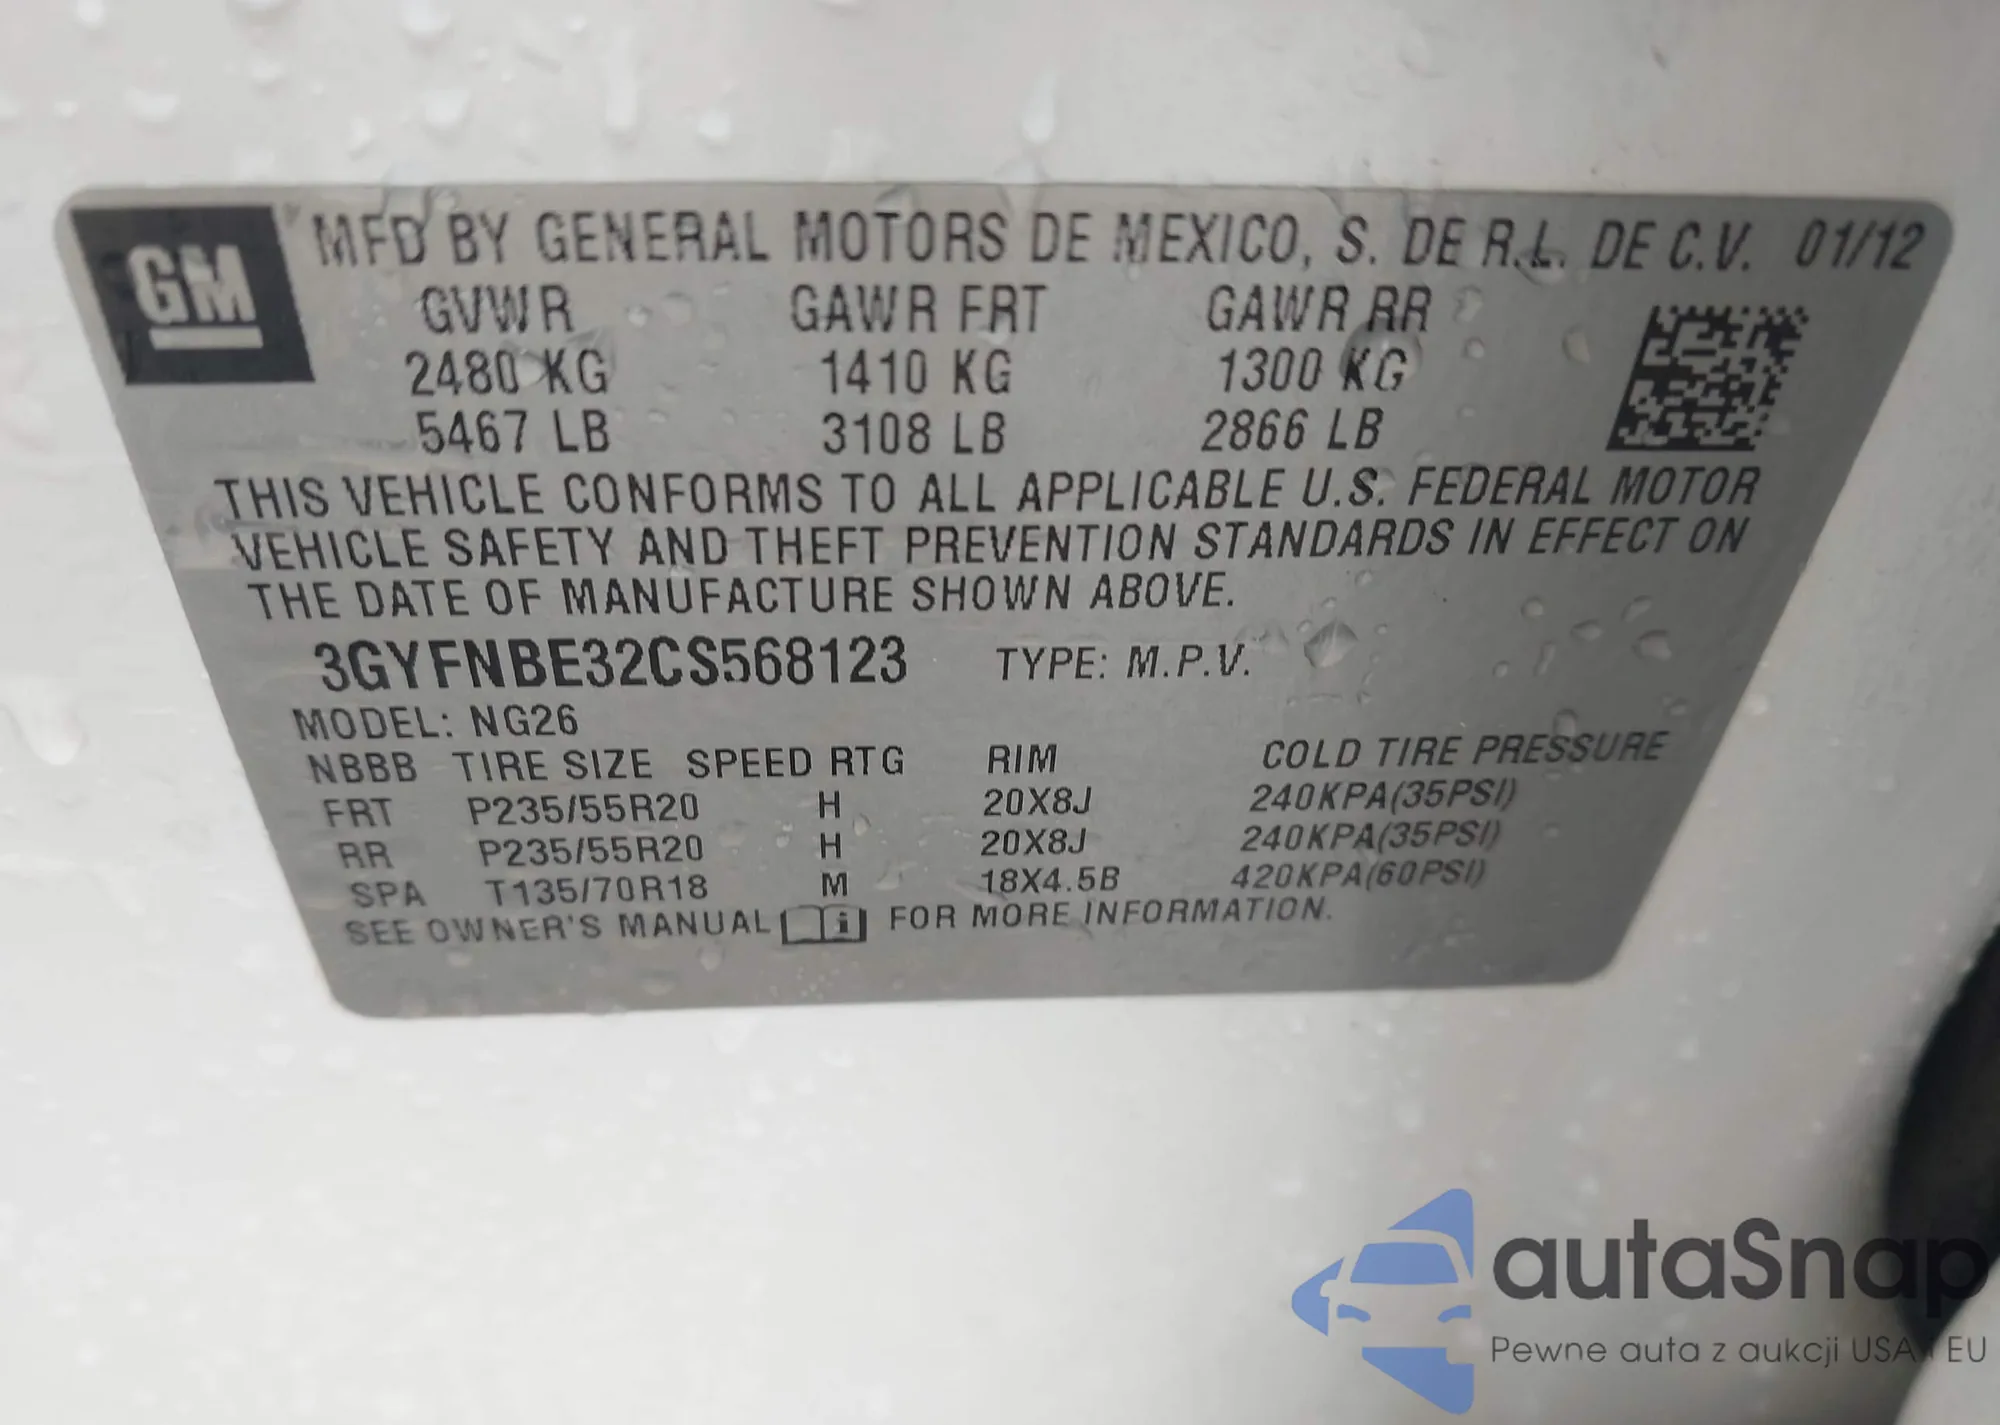 GM
MFD BY GENERAL MOTORS DE MEXICO, S. DE R.L. DE C.V. 01/12
GVWR GAWR FRT GAWR RR
2480 KG 1410 KG 1300 KG
5467 LB 3108 LB 2866 LB
THIS VEHICLE CONFORMS TO ALL APPLICABLE U.S. FEDERAL MOTOR
VEHICLE SAFETY AND THEFT PREVENTION STANDARDS IN EFFECT ON
THE DATE OF MANUFACTURE SHOWN ABOVE.
3GYFNBE32CS568123 TYPE: M.P.V.
MODEL: NG26
NBBB TIRE SIZE SPEED RTG RIM COLD TIRE PRESSURE
FRT P235/55R20 H 20X8J 240KPA(35PSI)
RR P235/55R20 H 20X8J 240KPA(35PSI)
SPA T135/70R18 M 18X4.5B 420KPA(60PSI)
SEE OWNER'S MANUAL i FOR MORE INFORMATION.
autaSnap
Pewne auta z aukcji USA i EU